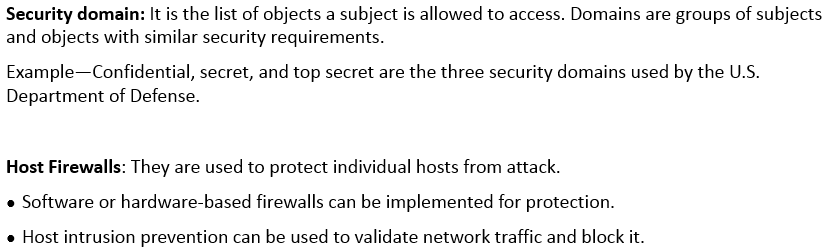 Security domain: It is the list of objects a subject is allowed to access. Domains are groups of subjects
and objects with similar security requirements.
Example—Confidential, secret, and top secret are the three security domains used by the U.S.
Department of Defense.
Host Firewalls: They are used to protect individual hosts from attack.
• Software or hardware-based firewalls can be implemented for protection.
• Host intrusion prevention can be used to validate network traffic and block it.